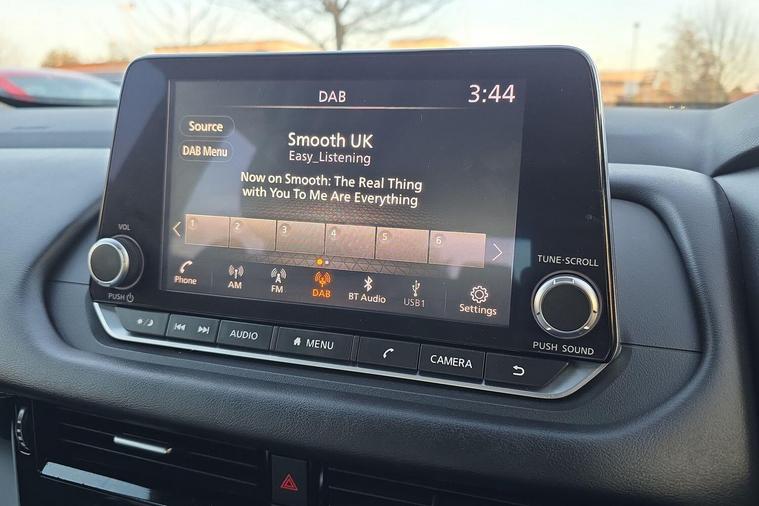 DAB
3:44
Source
DAB Menu
Smooth UK
Easy_Listening
Now on Smooth: The Real Thing
with You To Me Are Everything
1 2 3 4 5 6
Phone AM FM DAB BT Audio USB1 Settings
VOL
PUSH
TUNE·SCROLL
PUSH SOUND
AUDIO MENU CAMERA